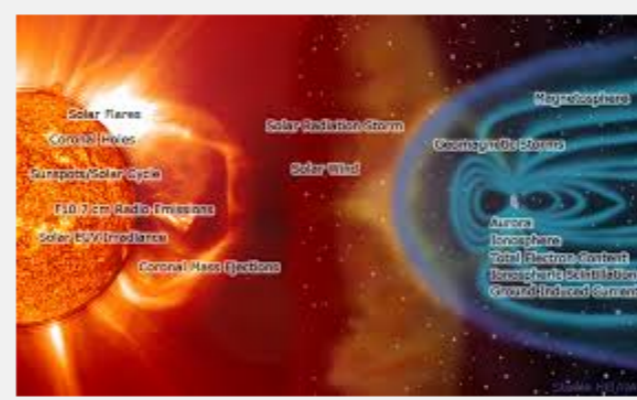 Solar Flares
Coronal Holes
Sunspots/Solar Cycle
F10.7 cm Radio Emissions
Solar EUV Irradiance
Coronal Mass Ejections
Solar Radiation Storm
Solar Wind
Magnetosphere
Geomagnetic Storms
Aurora
Ionosphere
Total Electron Content
Ionospheric Scintillation
Ground Induced Current